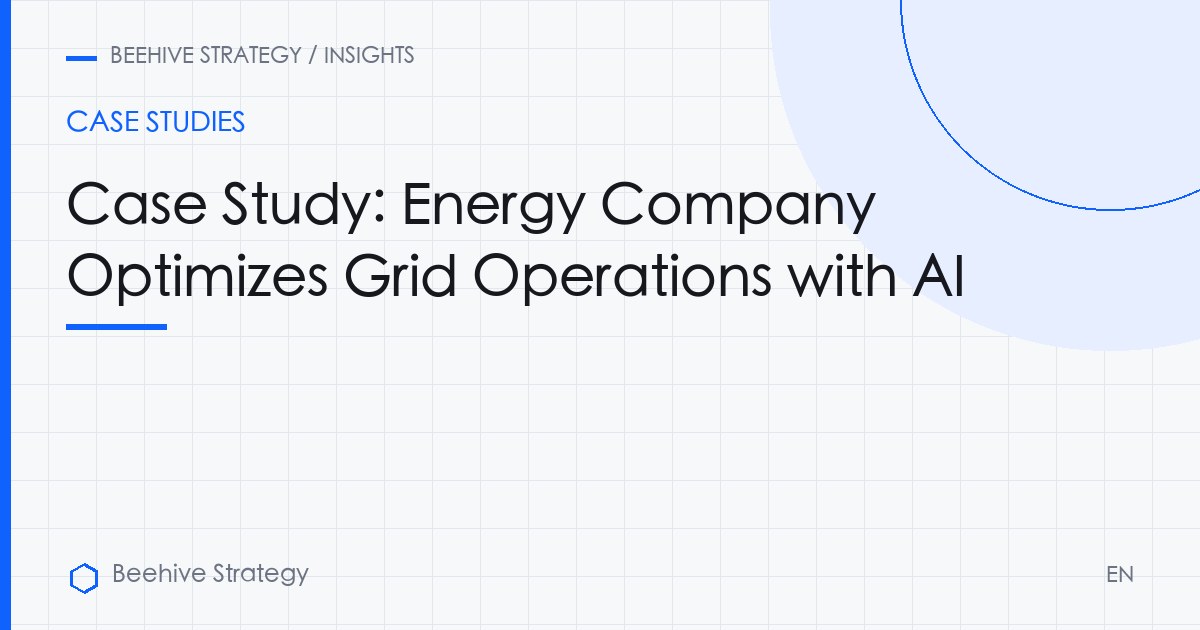 BEEHIVE STRATEGY / INSIGHTS
CASE STUDIES
Case Study: Energy Company
Optimizes Grid Operations with AI
Beehive Strategy
EN